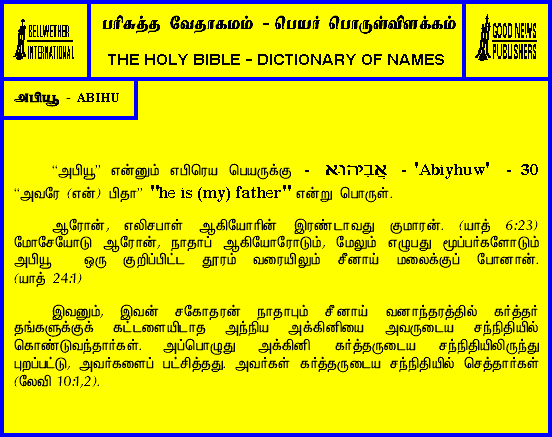 BELLWETHER
INTERNATIONAL
பரிசுத்த வேதாகமம் - பெயர் பொருள்விளக்கம்
THE HOLY BIBLE - DICTIONARY OF NAMES
GOOD NEWS
PUBLISHERS
அபியூ - ABIHU
“அபியூ” என்னும் எபிரெய பெயருக்கு - אֲבִיהוּא - 'Abiyhuw' - 30
“அவரே (என்) பிதா” "he is (my) father" என்று பொருள்.
ஆரோன், எலிசபாள் ஆகியோரின் இரண்டாவது குமாரன். (யாத் 6:23)
மோசேயோடு ஆரோன், நாதாப் ஆகியோரோடும், மேலும் எழுபது மூப்பர்களோடும்
அபியூ ஒரு குறிப்பிட்ட தூரம் வரையிலும் சீனாய் மலைக்குப் போனான்.
(யாத் 24:1)
இவனும், இவன் சகோதரன் நாதாபும் சீனாய் வனாந்தரத்தில் கர்த்தர்
தங்களுக்குக் கட்டளையிடாத அந்நிய அக்கினியை அவருடைய சந்நிதியில்
கொண்டுவந்தார்கள். அப்பொழுது அக்கினி கர்த்தருடைய சந்நிதியிலிருந்து
புறப்பட்டு, அவர்களைப் பட்சித்தது. அவர்கள் கர்த்தருடைய சந்நிதியில் செத்தார்கள்
(லேவி 10:1,2).